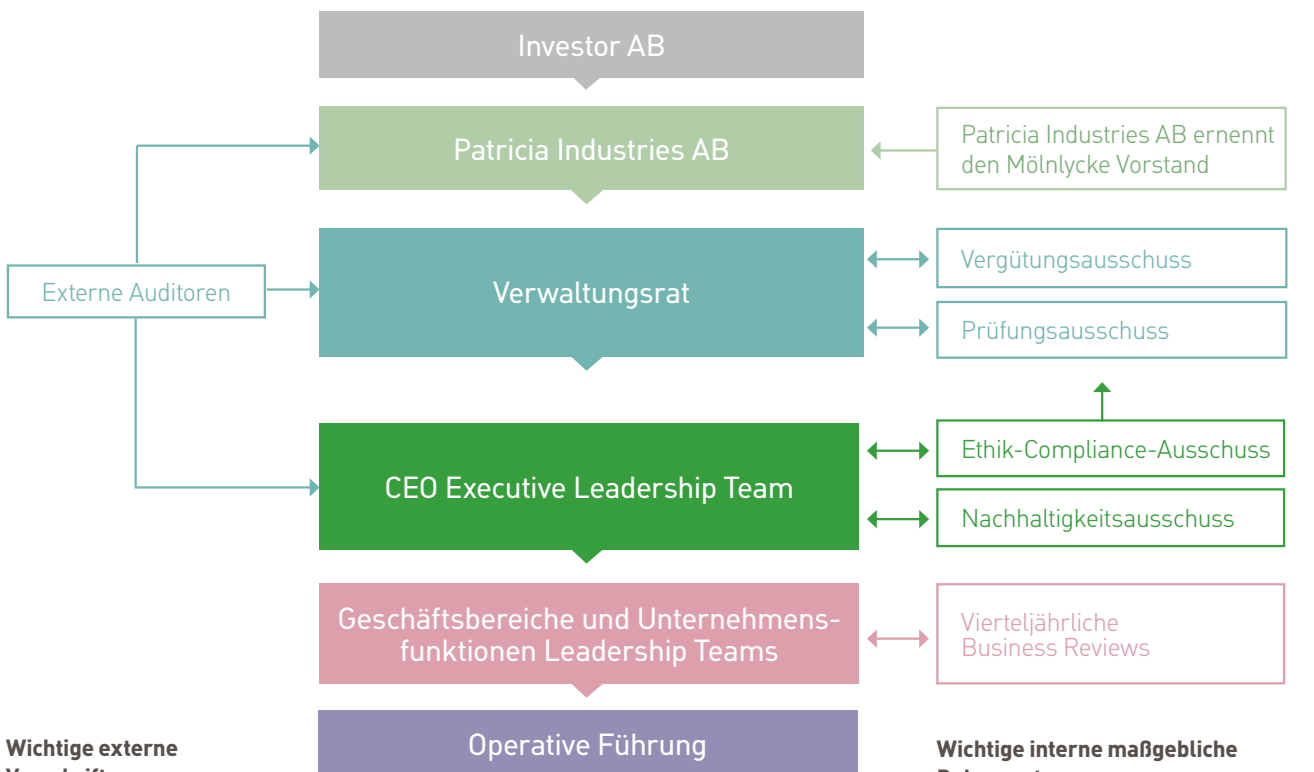 Investor AB
Patricia Industries AB
Patricia Industries AB ernennt
den Mölnlycke Vorstand
Externe Auditoren
Verwaltungsrat
Vergütungsausschuss
Prüfungsausschuss
CEO Executive Leadership Team
Ethik-Compliance-Ausschuss
Nachhaltigkeitsausschuss
Geschäftsbereiche und Unternehmens-
funktionen Leadership Teams
Vierteljährliche
Business Reviews
Operative Führung
Wichtige externe
Wichtige interne maßgebliche